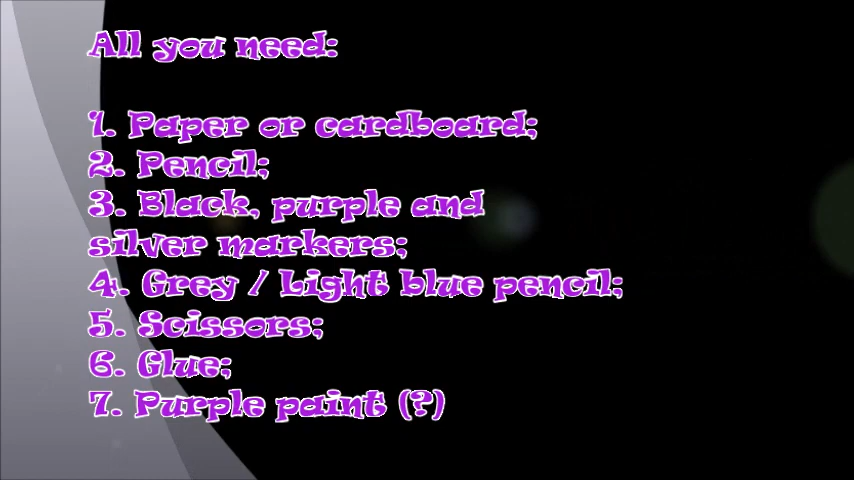 All you need:
1. Paper or cardboard;
2. Pencil;
3. Black, purple and
silver markers;
4. Grey / Light blue pencil;
5. Scissors;
6. Glue;
7. Purple paint (?)